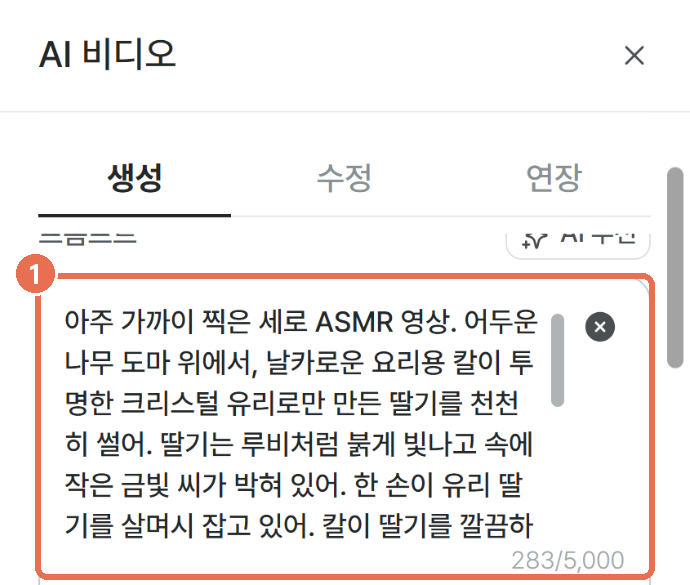 AI 비디오
생성 수정 연장
1
아주 가까이 찍은 세로 ASMR 영상. 어두운
나무 도마 위에서, 날카로운 요리용 칼이 투
명한 크리스털 유리로만 만든 딸기를 천천
히 썰어. 딸기는 루비처럼 붉게 빛나고 속에
작은 금빛 씨가 박혀 있어. 한 손이 유리 딸
기를 살며시 잡고 있어. 칼이 딸기를 깔끔하
283/5,000